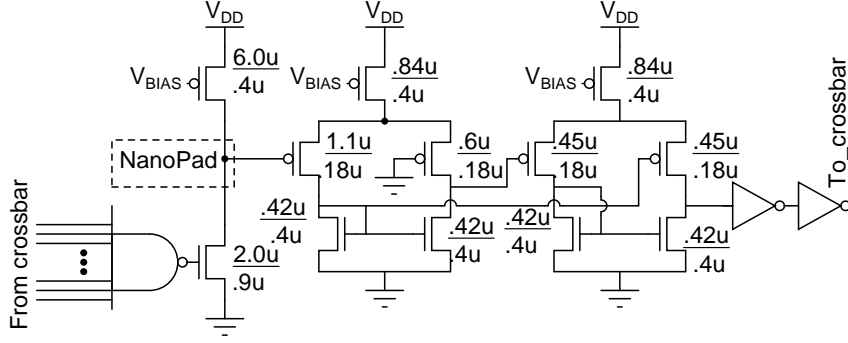 VDD
VDD
VDD
VBIAS
6.0u
.4u
VBIAS
.84u
.4u
VBIAS
.84u
.4u
NanoPad
1.1u
.18u
.6u
.18u
.45u
.18u
.45u
.18u
To_crossbar
From crossbar
.42u
.4u
.42u
.4u
.42u
.4u
.42u
.4u
2.0u
.9u